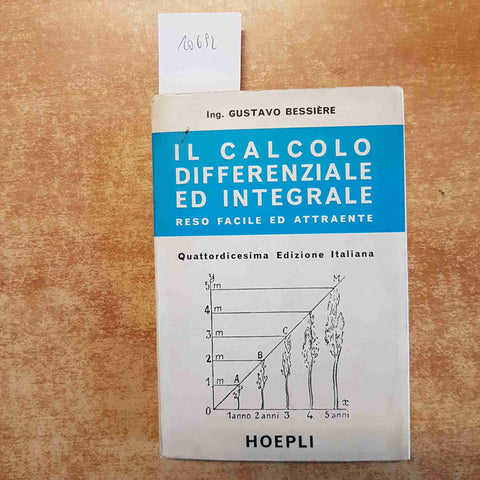 20692
Ing. GUSTAVO BESSIÈRE
IL CALCOLO
DIFFERENZIALE
ED INTEGRALE
RESO FACILE ED ATTRAENTE
Quattordicesima Edizione Italiana
y
M
5 m
4
C
3
B
2 m
A
1 m
0
1 anno 2 anni 3. 4. 5 anni
x
HOEPLI